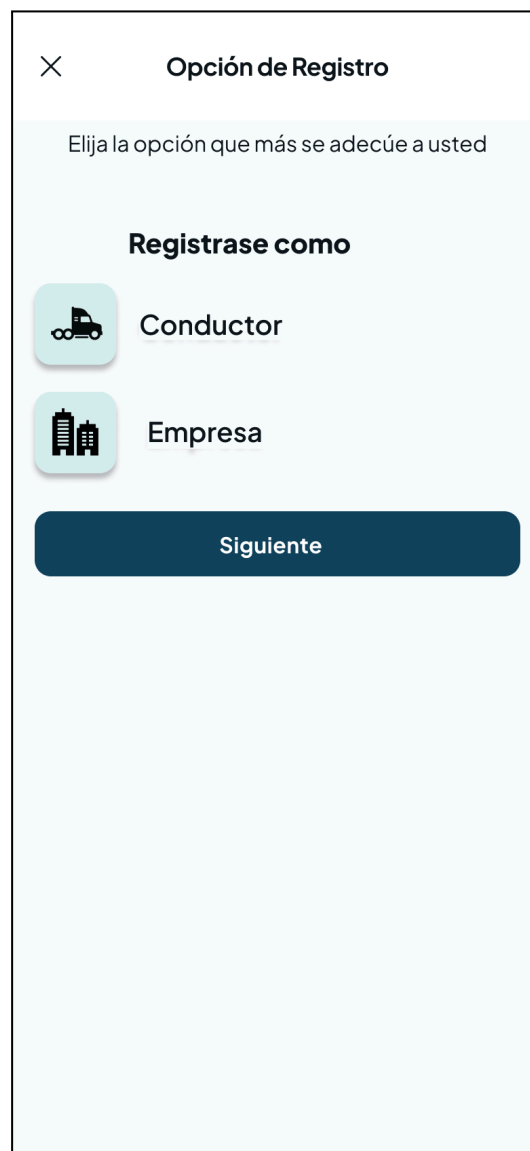 Opción de Registro
Elija la opción que más se adecúe a usted
Registrase como
Conductor
Empresa
Siguiente